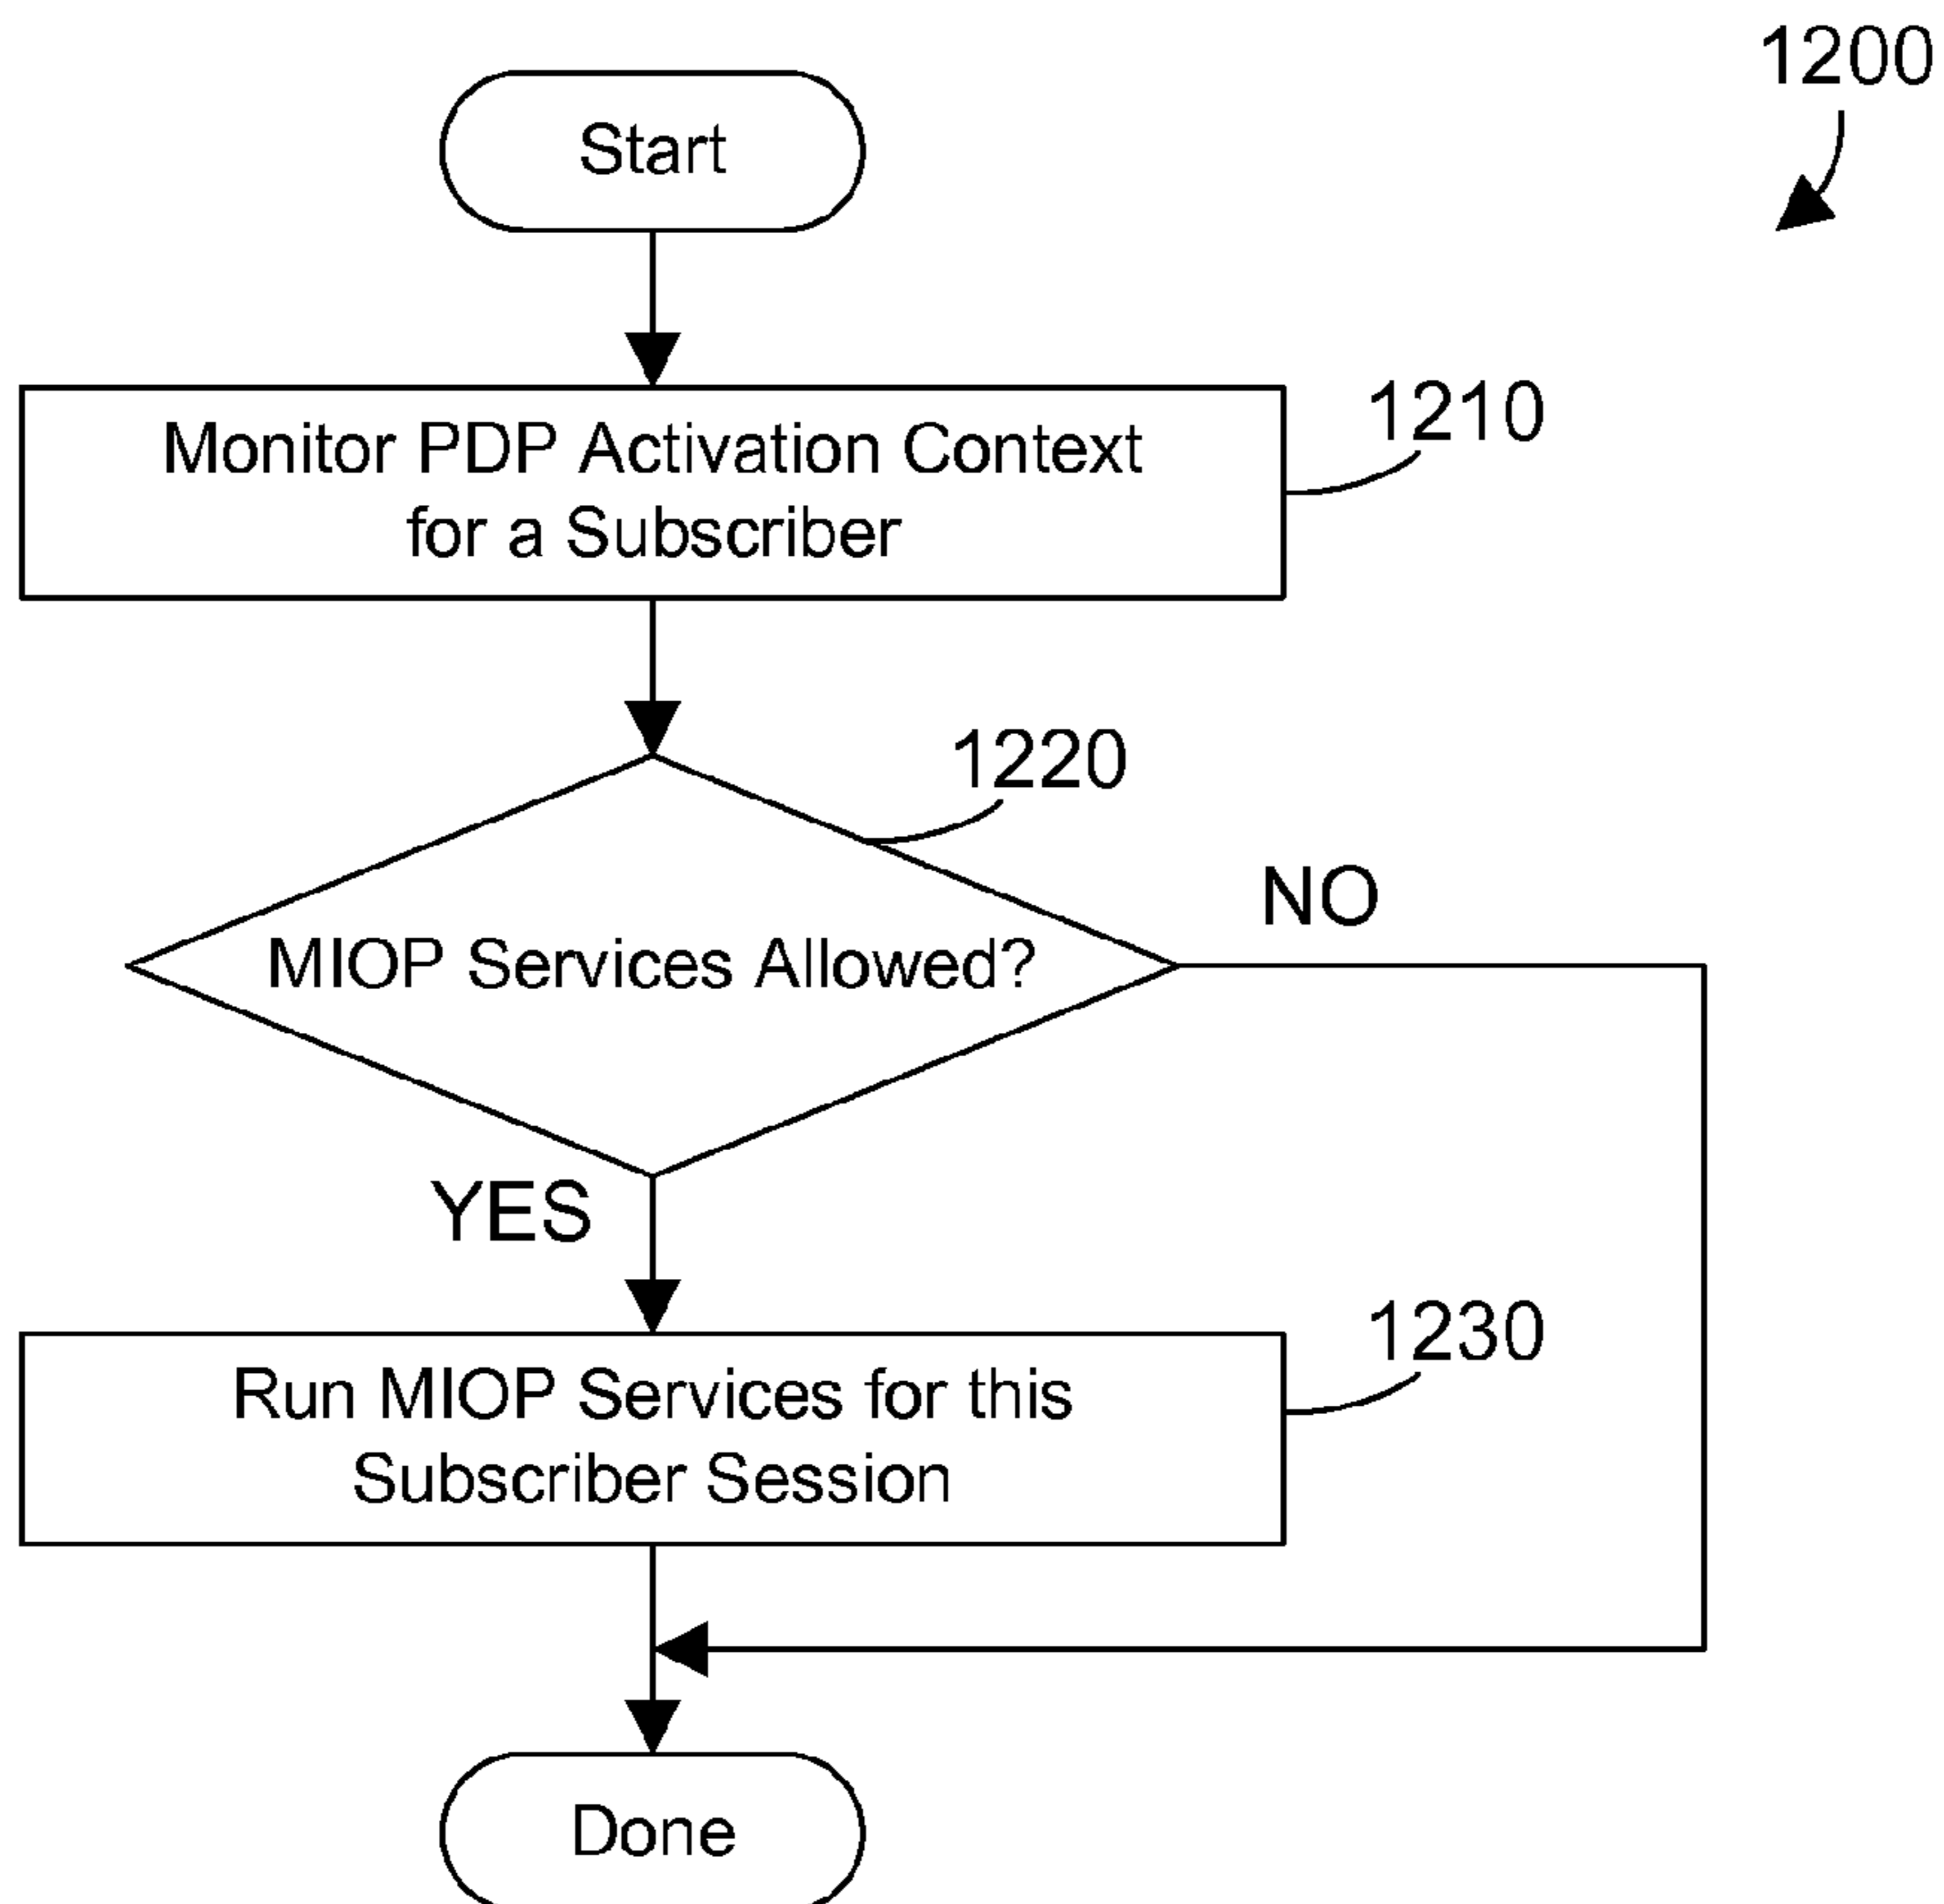 1200
Start
Monitor PDP Activation Context
for a Subscriber
1210
1220
MIOP Services Allowed?
NO
YES
Run MIOP Services for this
Subscriber Session
1230
Done